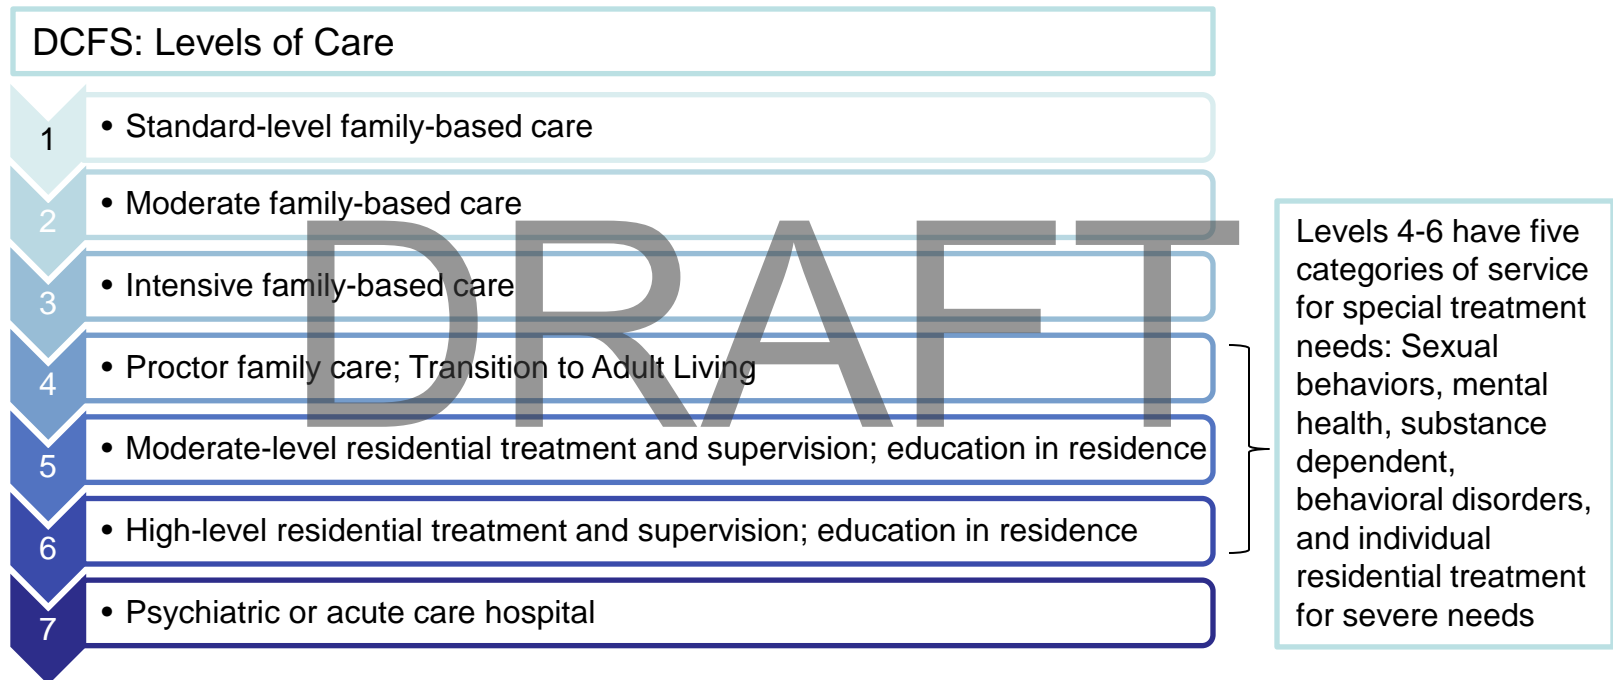 DCFS: Levels of Care
1
• Standard-level family-based care
2
• Moderate family-based care
3
• Intensive family-based care
4
• Proctor family care; Transition to Adult Living
5
• Moderate-level residential treatment and supervision; education in residence
6
• High-level residential treatment and supervision; education in residence
7
• Psychiatric or acute care hospital
Levels 4-6 have five
categories of service
for special treatment
needs: Sexual
behaviors, mental
health, substance
dependent,
behavioral disorders,
and individual
residential treatment
for severe needs
DRAFT